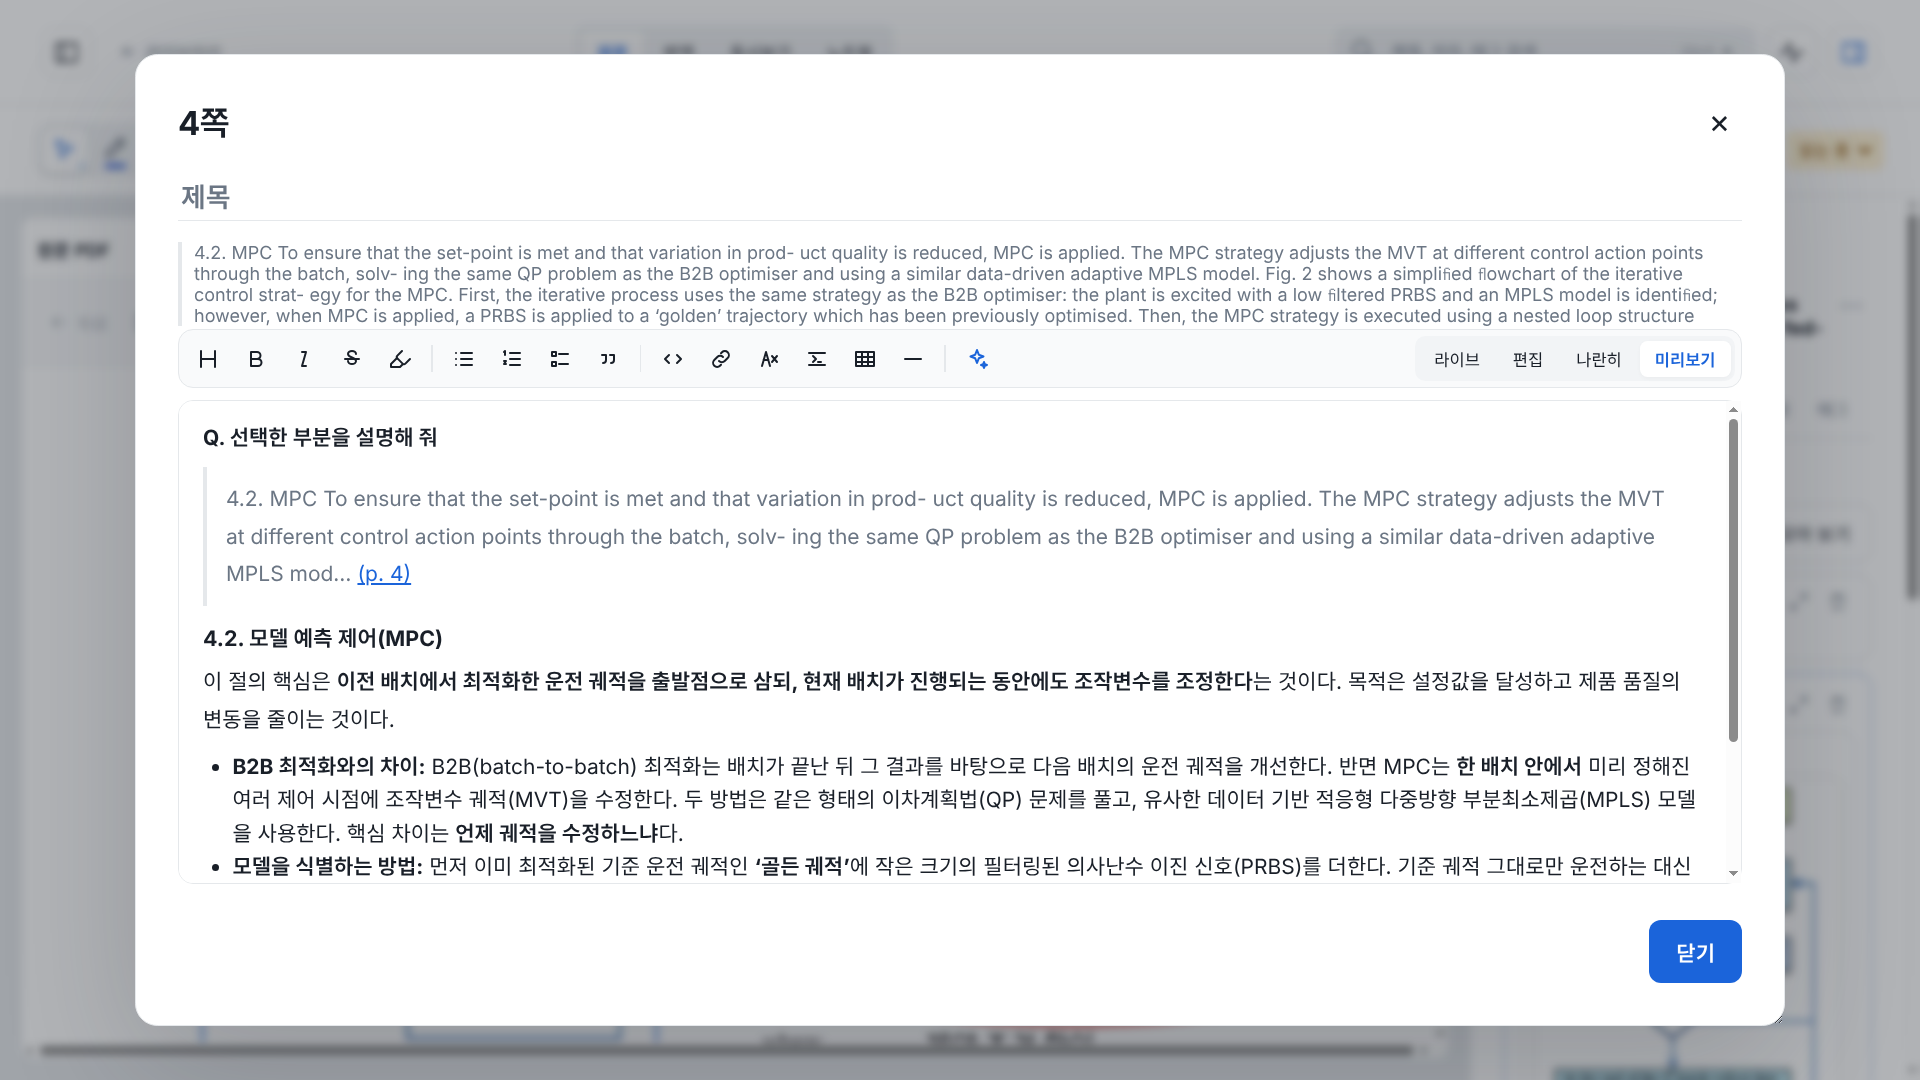 4쪽
제목
4.2. MPC To ensure that the set-point is met and that variation in prod- uct quality is reduced, MPC is applied. The MPC strategy adjusts the MVT at different control action points
through the batch, solv- ing the same QP problem as the B2B optimiser and using a similar data-driven adaptive MPLS model. Fig. 2 shows a simplified flowchart of the iterative
control strat- egy for the MPC. First, the iterative process uses the same strategy as the B2B optimiser: the plant is excited with a low filtered PRBS and an MPLS model is identified;
however, when MPC is applied, a PRBS is applied to a ‘golden’ trajectory which has been previously optimised. Then, the MPC strategy is executed using a nested loop structure
라이브 편집 나란히 미리보기
Q. 선택한 부분을 설명해 줘
4.2. MPC To ensure that the set-point is met and that variation in prod- uct quality is reduced, MPC is applied. The MPC strategy adjusts the MVT
at different control action points through the batch, solv- ing the same QP problem as the B2B optimiser and using a similar data-driven adaptive
MPLS mod... (p. 4)
4.2. 모델 예측 제어(MPC)
이 절의 핵심은 이전 배치에서 최적화한 운전 궤적을 출발점으로 삼되, 현재 배치가 진행되는 동안에도 조작변수를 조정한다는 것이다. 목적은 설정값을 달성하고 제품 품질의
변동을 줄이는 것이다.
• B2B 최적화와의 차이: B2B(batch-to-batch) 최적화는 배치가 끝난 뒤 그 결과를 바탕으로 다음 배치의 운전 궤적을 개선한다. 반면 MPC는 한 배치 안에서 미리 정해진
여러 제어 시점에 조작변수 궤적(MVT)을 수정한다. 두 방법은 같은 형태의 이차계획법(QP) 문제를 풀고, 유사한 데이터 기반 적응형 다중방향 부분최소제곱(MPLS) 모델
을 사용한다. 핵심 차이는 언제 궤적을 수정하느냐다.
• 모델을 식별하는 방법: 먼저 이미 최적화된 기준 운전 궤적인 ‘골든 궤적’에 작은 크기의 필터링된 의사난수 이진 신호(PRBS)를 더한다. 기준 궤적 그대로만 운전하는 대신
닫기